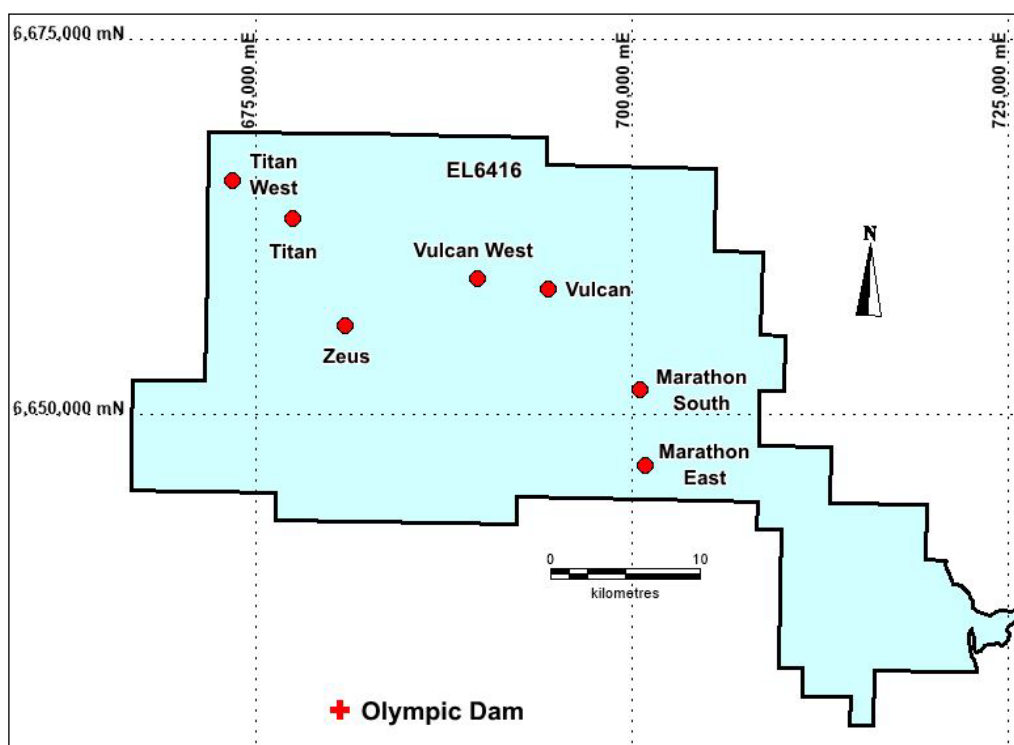 6,675,000 mN
675,000 mE
700,000 mE
725,000 mE
EL6416
Titan
West
Titan
Vulcan West
Vulcan
N
Zeus
Marathon
South
6,650,000 mN
Marathon
East
0 10
kilometres
Olympic Dam